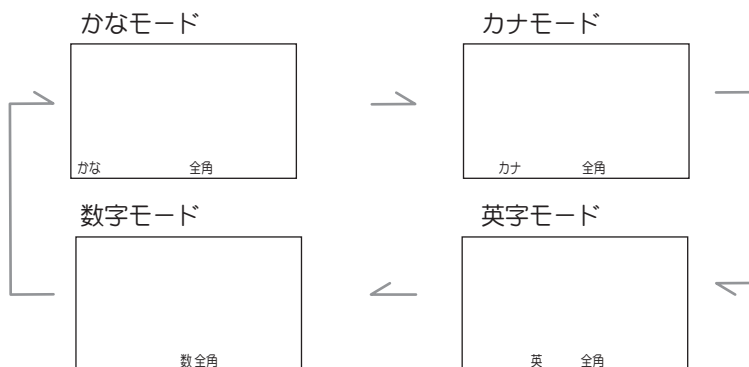 かなモード
カナモード
かな 全角
カナ 全角
数字モード
英字モード
数 全角
英 全角